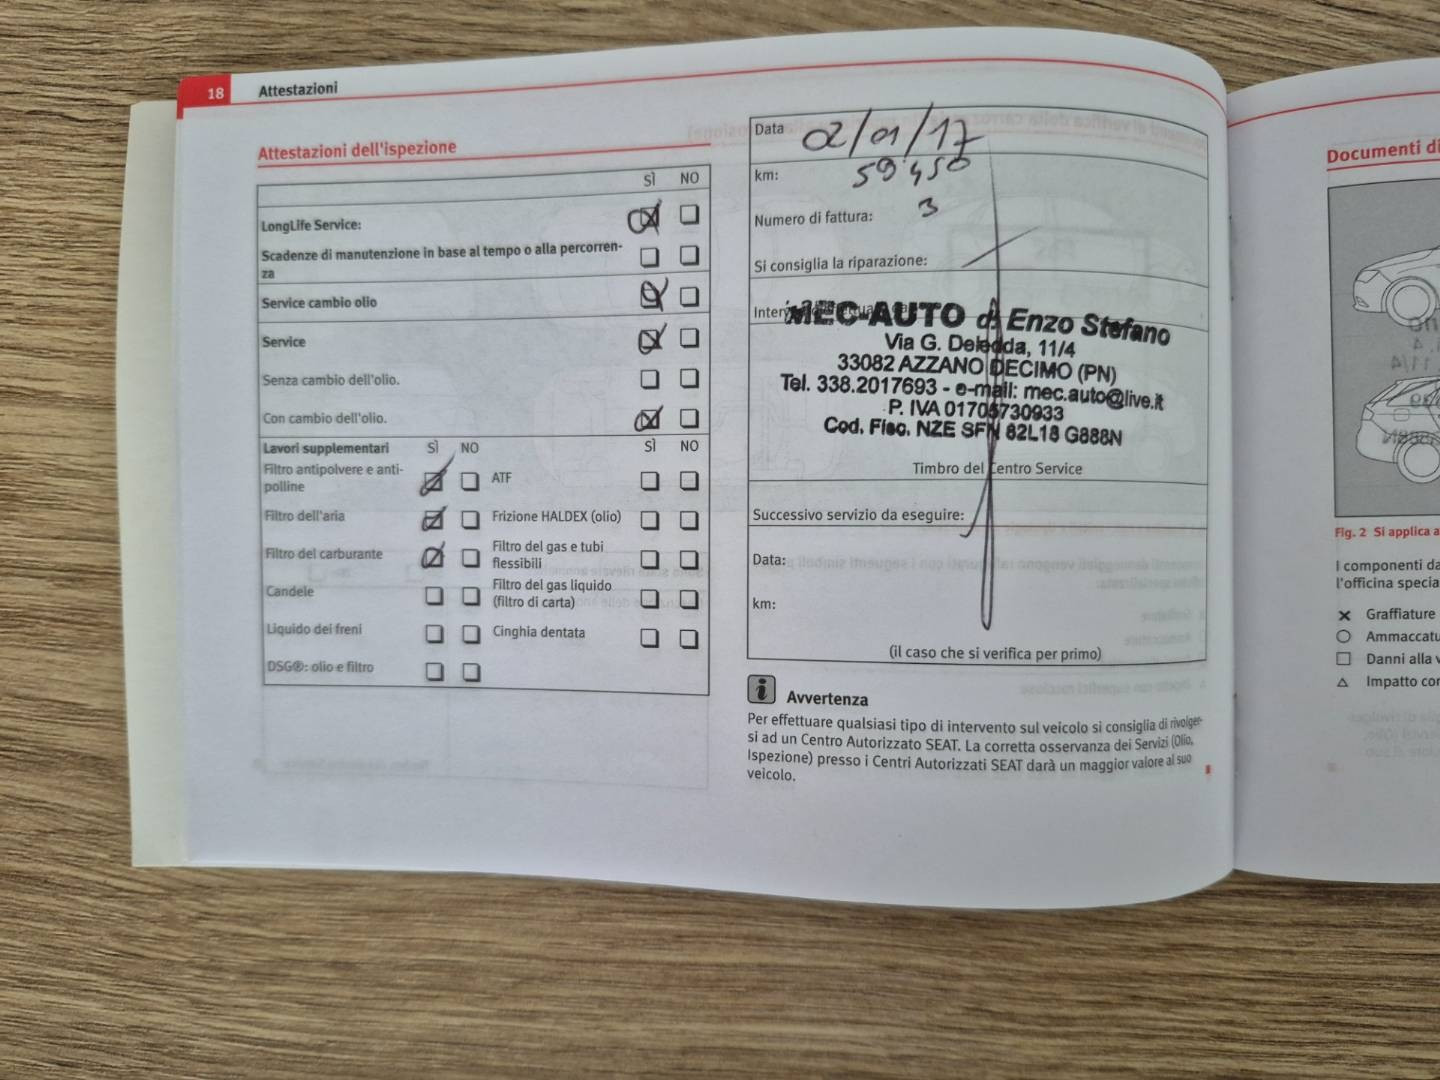 18 Attestazioni
Attestazioni dell'ispezione
SÌ NO
LongLife Service:
Scadenze di manutenzione in base al tempo o alla percorren-
za
Service cambio olio
Service
Senza cambio dell'olio.
Con cambio dell'olio.
Lavori supplementari SÌ NO SÌ NO
Filtro antipolvere e anti-
polline
ATF
Filtro dell'aria
Frizione HALDEX (olio)
Filtro del carburante
Filtro del gas e tubi
flessibili
Candele
Filtro del gas liquido
(filtro di carta)
Liquido dei freni
Cinghia dentata
DSG®: olio e filtro
Data 02/01/17
km: 59.450
Numero di fattura: 3
Si consiglia la riparazione:
MEC-AUTO di Enzo Stefano
Via G. Deledda, 11/4
33082 AZZANO DECIMO (PN)
Tel. 338.2017693 - e-mail: mec.auto@live.it
P. IVA 01705730933
Cod. Fisc. NZE SFN 82L18 G888N
Timbro del Centro Service
Successivo servizio da eseguire:
Data:
km:
(il caso che si verifica per primo)
i Avvertenza
Per effettuare qualsiasi tipo di intervento sul veicolo si consiglia di rivolger-
si ad un Centro Autorizzato SEAT. La corretta osservanza dei Servizi (Olio,
Ispezione) presso i Centri Autorizzati SEAT darà un maggior valore al suo
veicolo.
Documenti di
Fig. 2 Si applica a
I componenti da
l'officina specia
Graffiature
Ammaccatu
Danni alla v
Impatto con